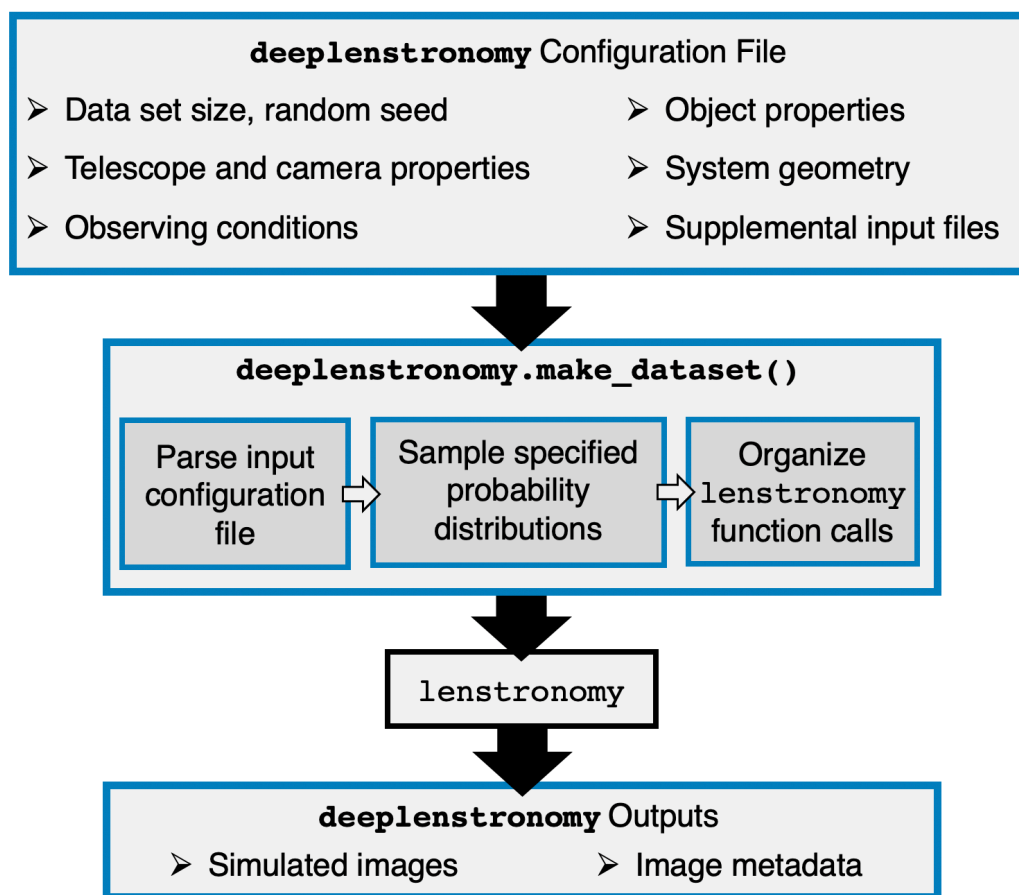 deeplenstronomy Configuration File
➢ Data set size, random seed
➢ Telescope and camera properties
➢ Observing conditions
➢ Object properties
➢ System geometry
➢ Supplemental input files
deeplenstronomy.make_dataset()
Parse input
configuration
file
Sample specified
probability
distributions
Organize
lenstronomy
function calls
lenstronomy
deeplenstronomy Outputs
➢ Simulated images
➢ Image metadata